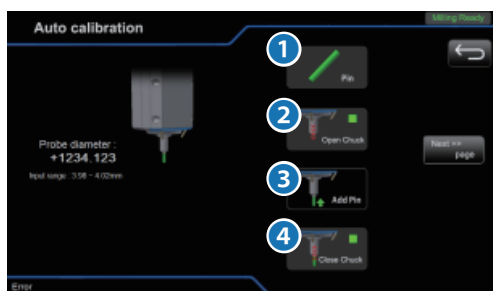 Auto calibration
Milling Ready
1
Pin
2
Open Chuck
Probe diameter :
+1234.123
Input range : 3.98 ~ 4.02mm
Next >>
page
3
Add Pin
4
Close Chuck
Error